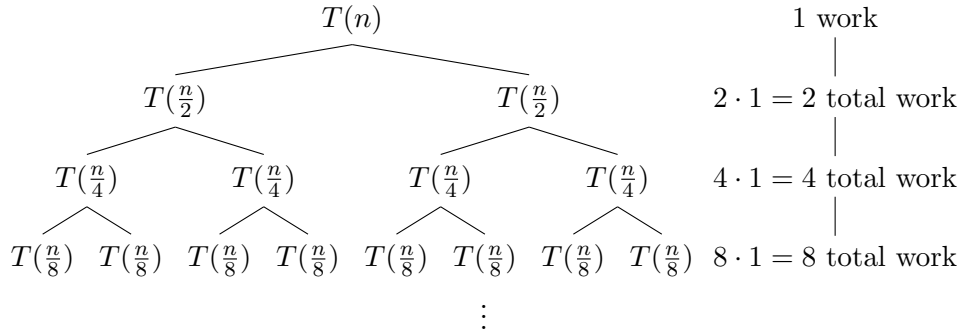 T(n) 1 work
T(n/2) T(n/2) 2 · 1 = 2 total work
T(n/4) T(n/4) T(n/4) T(n/4) 4 · 1 = 4 total work
T(n/8) T(n/8) T(n/8) T(n/8) T(n/8) T(n/8) T(n/8) T(n/8) 8 · 1 = 8 total work
⋮